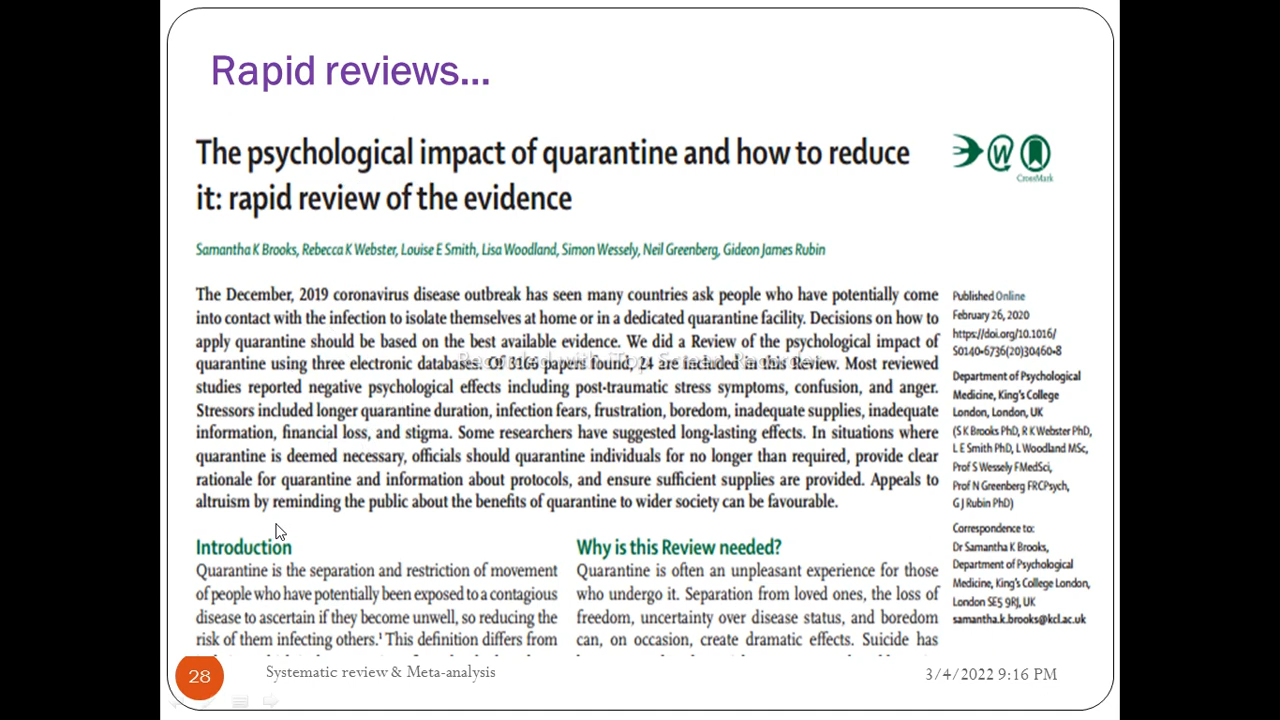 Rapid reviews...
The psychological impact of quarantine and how to reduce
it: rapid review of the evidence
CrossMark
Samantha K Brooks, Rebecca K Webster, Louise E Smith, Lisa Woodland, Simon Wessely, Neil Greenberg, Gideon James Rubin
The December, 2019 coronavirus disease outbreak has seen many countries ask people who have potentially come
into contact with the infection to isolate themselves at home or in a dedicated quarantine facility. Decisions on how to
apply quarantine should be based on the best available evidence. We did a Review of the psychological impact of
quarantine using three electronic databases. Of 3166 papers found, 24 are included in this Review. Most reviewed
studies reported negative psychological effects including post-traumatic stress symptoms, confusion, and anger.
Stressors included longer quarantine duration, infection fears, frustration, boredom, inadequate supplies, inadequate
information, financial loss, and stigma. Some researchers have suggested long-lasting effects. In situations where
quarantine is deemed necessary, officials should quarantine individuals for no longer than required, provide clear
rationale for quarantine and information about protocols, and ensure sufficient supplies are provided. Appeals to
altruism by reminding the public about the benefits of quarantine to wider society can be favourable.
Recorded with iTop Screen Recorder
Introduction
Quarantine is the separation and restriction of movement
of people who have potentially been exposed to a contagious
disease to ascertain if they become unwell, so reducing the
risk of them infecting others.¹ This definition differs from
Why is this Review needed?
Quarantine is often an unpleasant experience for those
who undergo it. Separation from loved ones, the loss of
freedom, uncertainty over disease status, and boredom
can, on occasion, create dramatic effects. Suicide has
Published Online
February 26, 2020
https://doi.org/10.1016/
S0140-6736(20)30460-8
Department of Psychological
Medicine, King's College
London, London, UK
(S K Brooks PhD, R K Webster PhD,
L E Smith PhD, L Woodland MSc,
Prof S Wessely FMedSci,
Prof N Greenberg FRCPsych,
G J Rubin PhD)
Correspondence to:
Dr Samantha K Brooks,
Department of Psychological
Medicine, King's College London,
London SE5 9RJ, UK
samantha.k.brooks@kcl.ac.uk
28
Systematic review & Meta-analysis
3/4/2022 9:16 PM